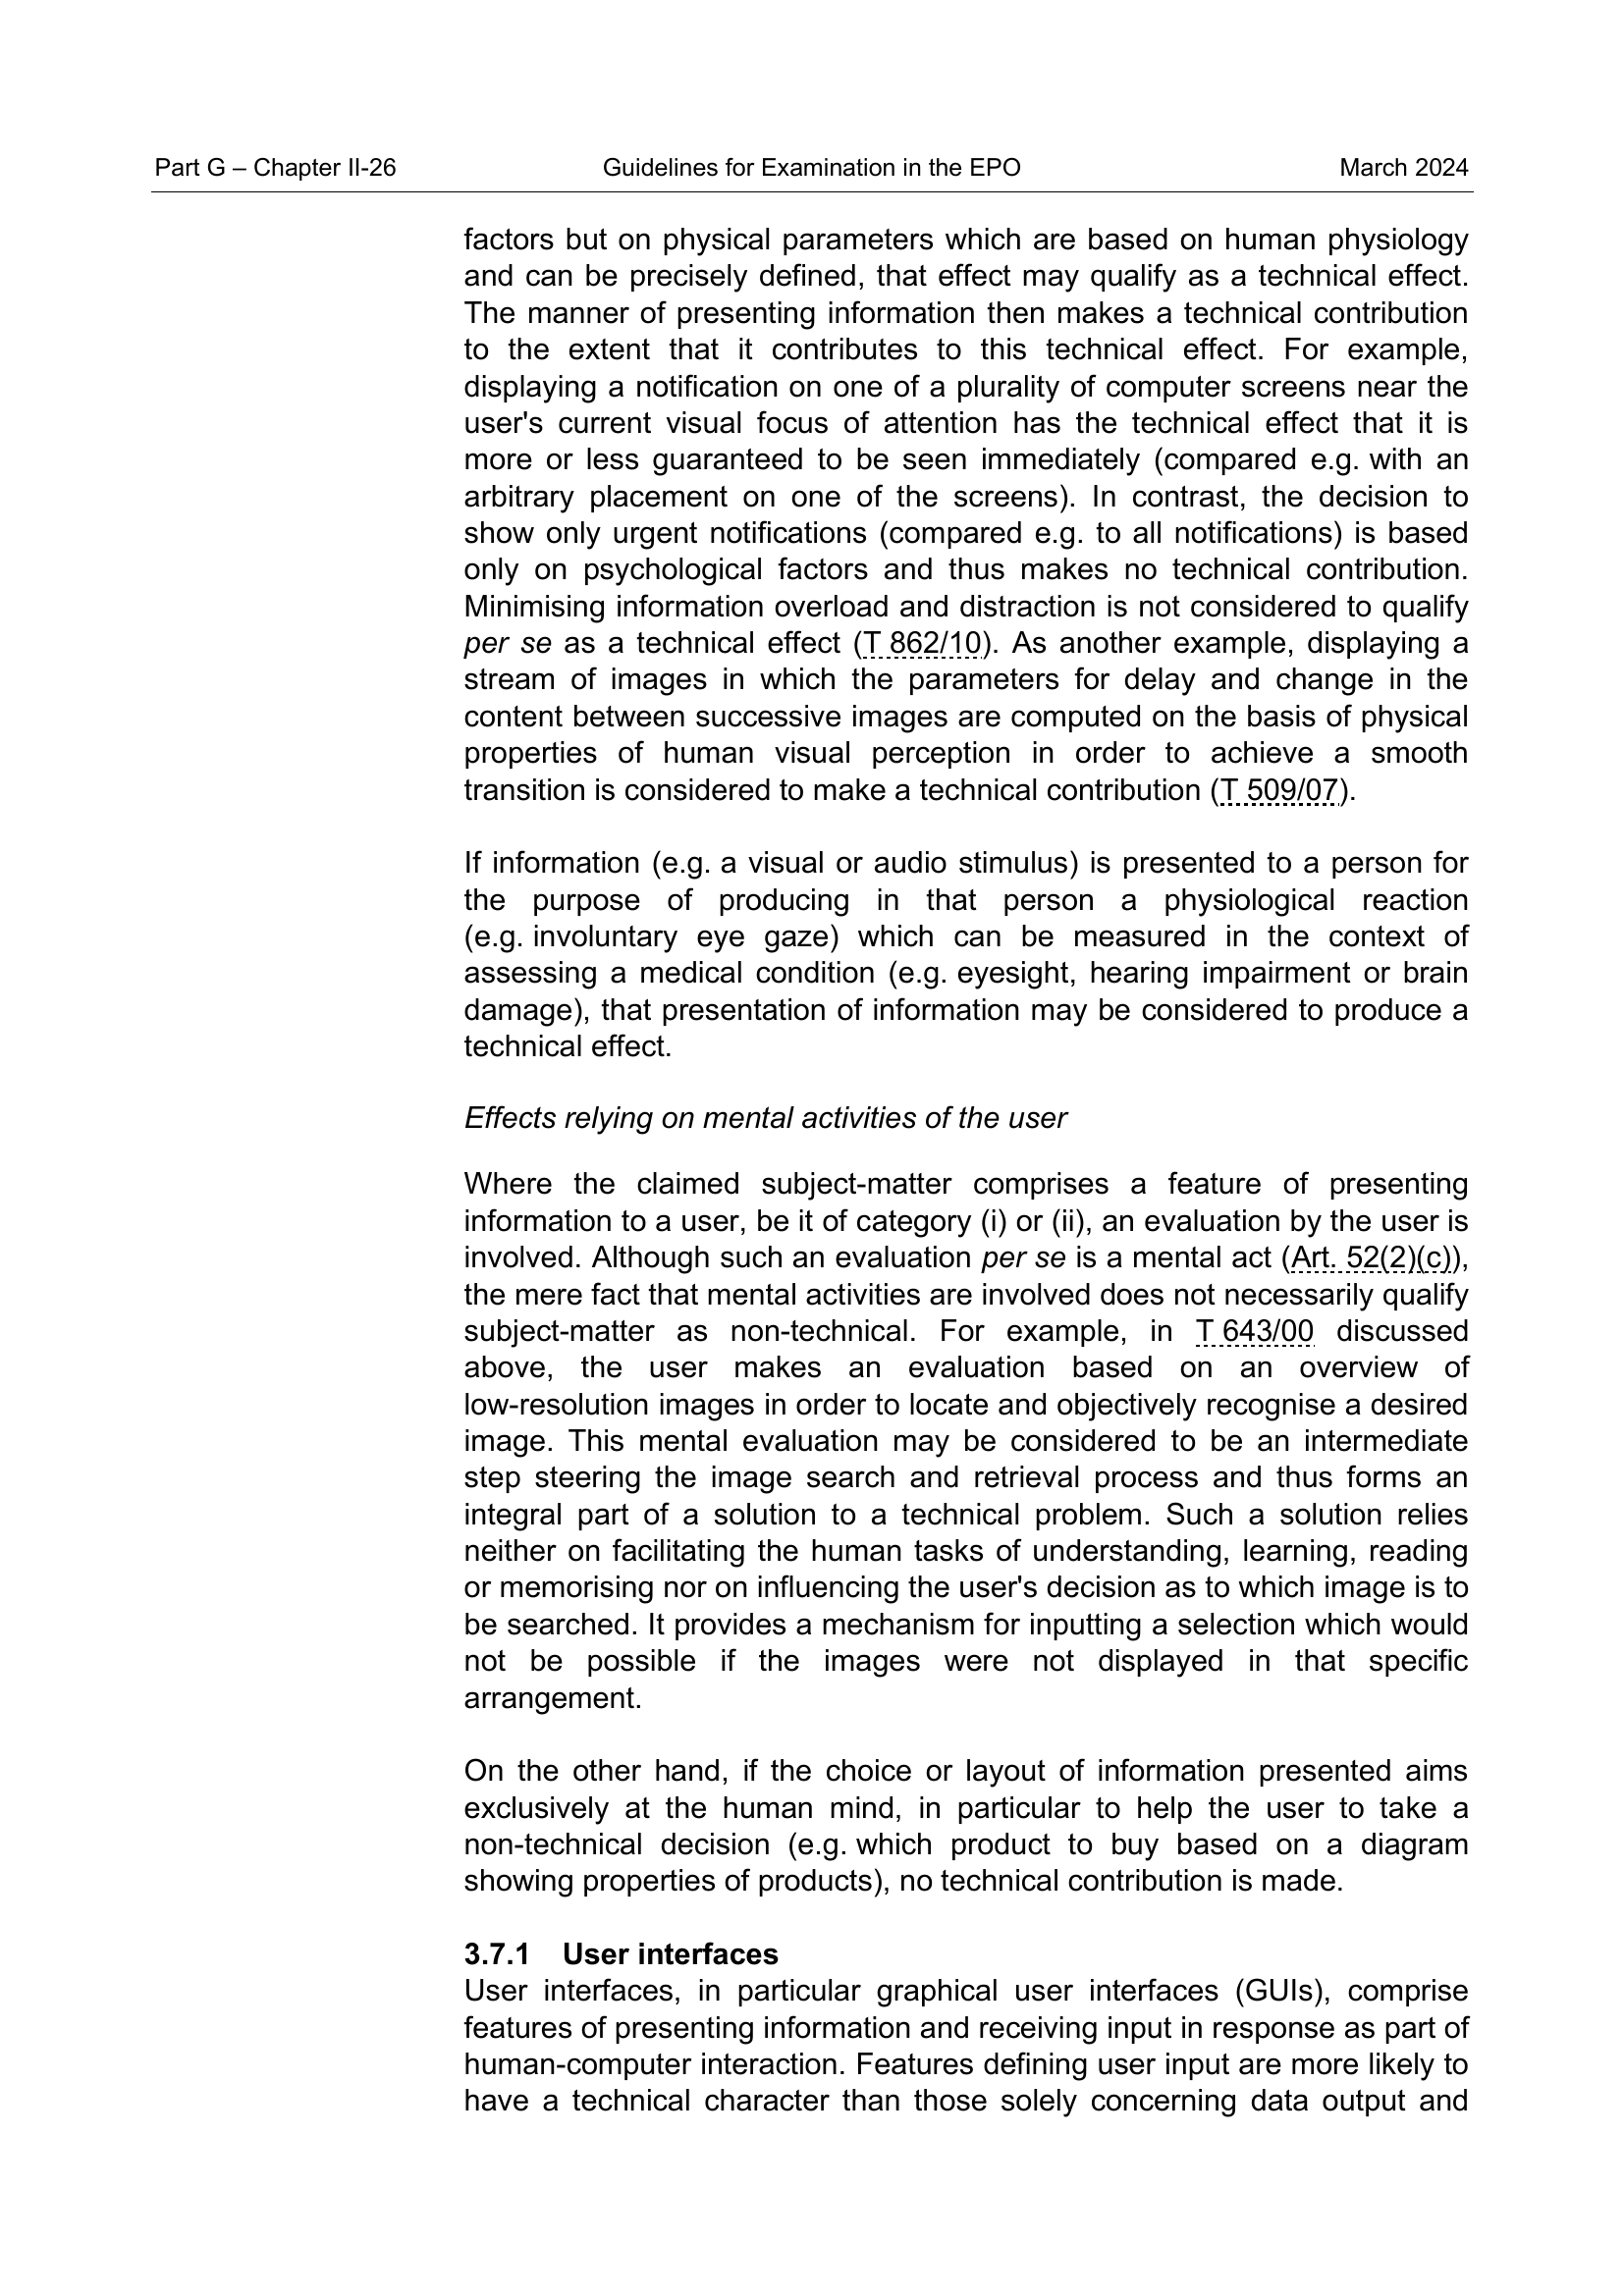 Part G – Chapter II-26 Guidelines for Examination in the EPO March 2024
factors but on physical parameters which are based on human physiology
and can be precisely defined, that effect may qualify as a technical effect.
The manner of presenting information then makes a technical contribution
to the extent that it contributes to this technical effect. For example,
displaying a notification on one of a plurality of computer screens near the
user's current visual focus of attention has the technical effect that it is
more or less guaranteed to be seen immediately (compared e.g. with an
arbitrary placement on one of the screens). In contrast, the decision to
show only urgent notifications (compared e.g. to all notifications) is based
only on psychological factors and thus makes no technical contribution.
Minimising information overload and distraction is not considered to qualify
per se as a technical effect (T 862/10). As another example, displaying a
stream of images in which the parameters for delay and change in the
content between successive images are computed on the basis of physical
properties of human visual perception in order to achieve a smooth
transition is considered to make a technical contribution (T 509/07).
If information (e.g. a visual or audio stimulus) is presented to a person for
the purpose of producing in that person a physiological reaction
(e.g. involuntary eye gaze) which can be measured in the context of
assessing a medical condition (e.g. eyesight, hearing impairment or brain
damage), that presentation of information may be considered to produce a
technical effect.
Effects relying on mental activities of the user
Where the claimed subject-matter comprises a feature of presenting
information to a user, be it of category (i) or (ii), an evaluation by the user is
involved. Although such an evaluation per se is a mental act (Art. 52(2)(c)),
the mere fact that mental activities are involved does not necessarily qualify
subject-matter as non-technical. For example, in T 643/00 discussed
above, the user makes an evaluation based on an overview of
low-resolution images in order to locate and objectively recognise a desired
image. This mental evaluation may be considered to be an intermediate
step steering the image search and retrieval process and thus forms an
integral part of a solution to a technical problem. Such a solution relies
neither on facilitating the human tasks of understanding, learning, reading
or memorising nor on influencing the user's decision as to which image is to
be searched. It provides a mechanism for inputting a selection which would
not be possible if the images were not displayed in that specific
arrangement.
On the other hand, if the choice or layout of information presented aims
exclusively at the human mind, in particular to help the user to take a
non-technical decision (e.g. which product to buy based on a diagram
showing properties of products), no technical contribution is made.
3.7.1 User interfaces
User interfaces, in particular graphical user interfaces (GUIs), comprise
features of presenting information and receiving input in response as part of
human-computer interaction. Features defining user input are more likely to
have a technical character than those solely concerning data output and